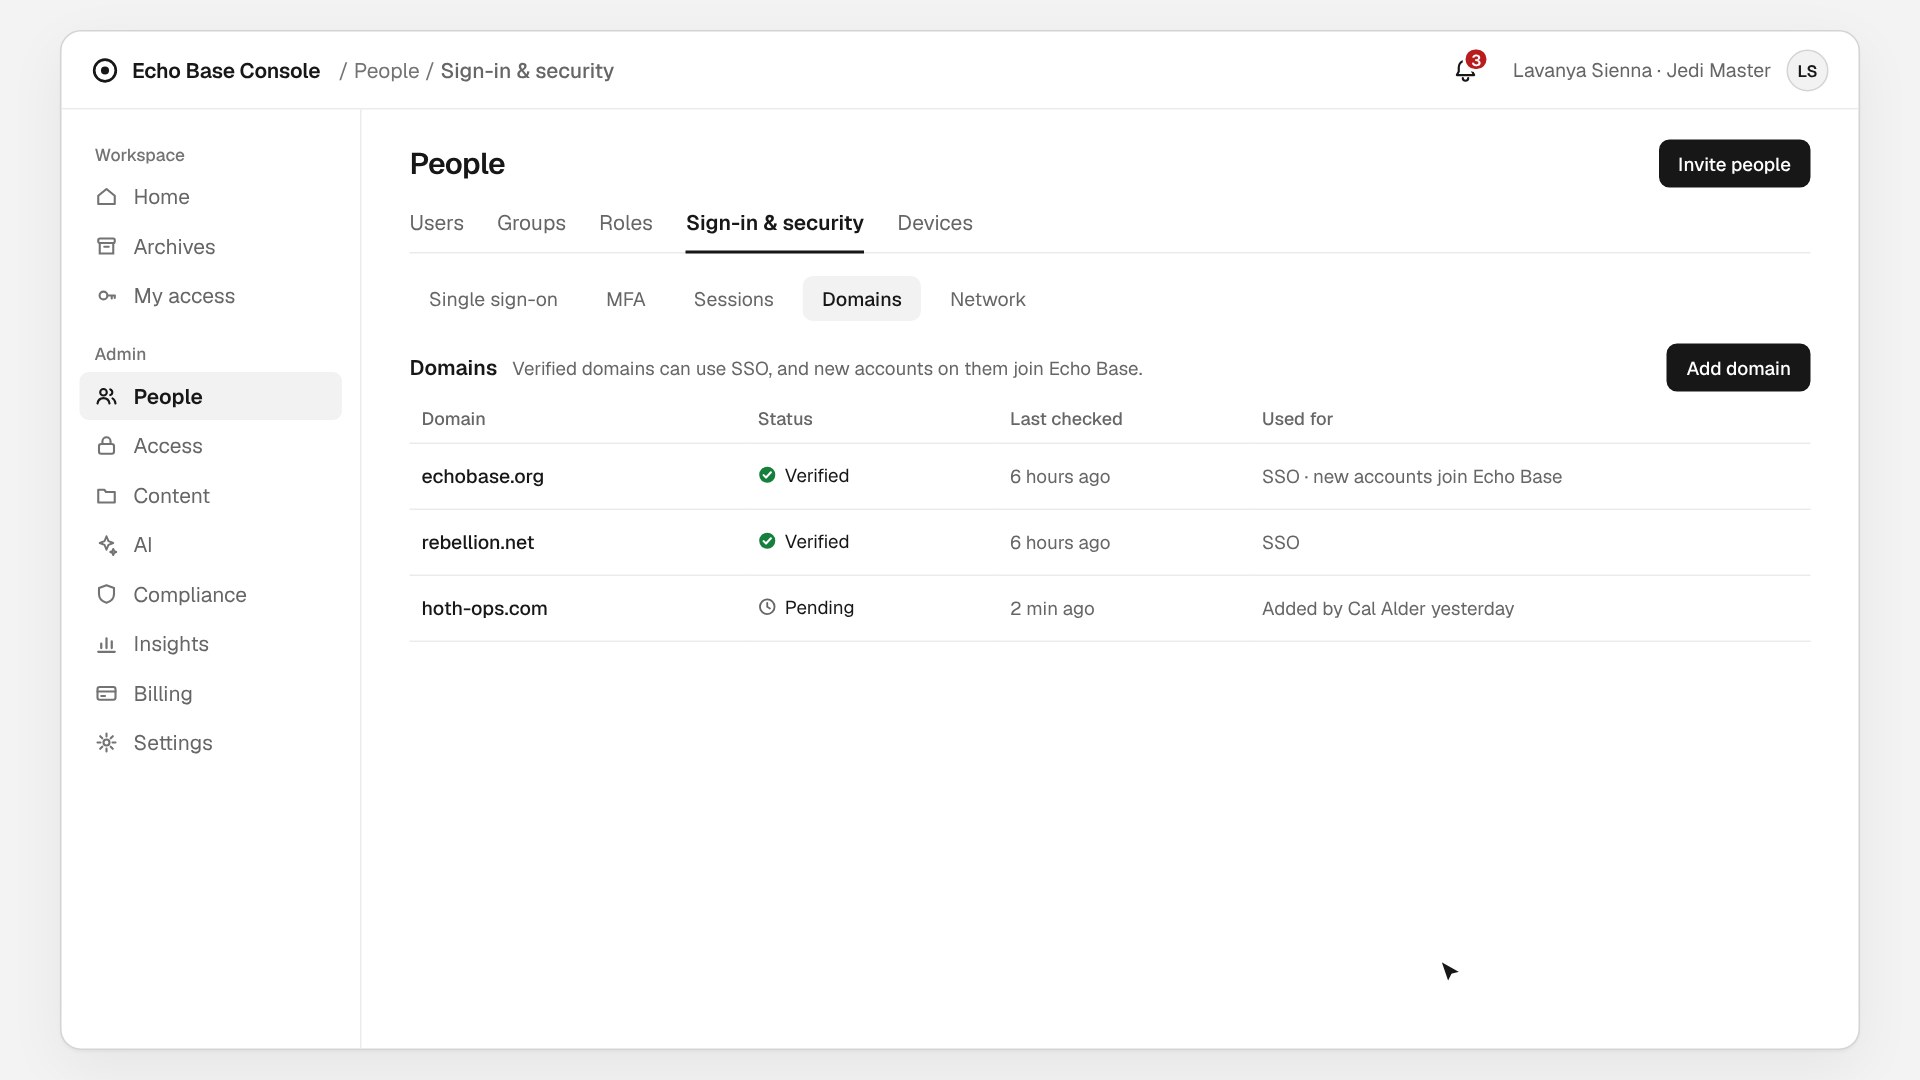 Echo Base Console / People / Sign-in & security
3
Lavanya Sienna · Jedi Master LS
Workspace
Home
Archives
My access
Admin
People
Access
Content
AI
Compliance
Insights
Billing
Settings
People
Invite people
Users Groups Roles Sign-in & security Devices
Single sign-on MFA Sessions Domains Network
Domains Verified domains can use SSO, and new accounts on them join Echo Base.
Add domain
Domain Status Last checked Used for
echobase.org Verified 6 hours ago SSO · new accounts join Echo Base
rebellion.net Verified 6 hours ago SSO
hoth-ops.com Pending 2 min ago Added by Cal Alder yesterday